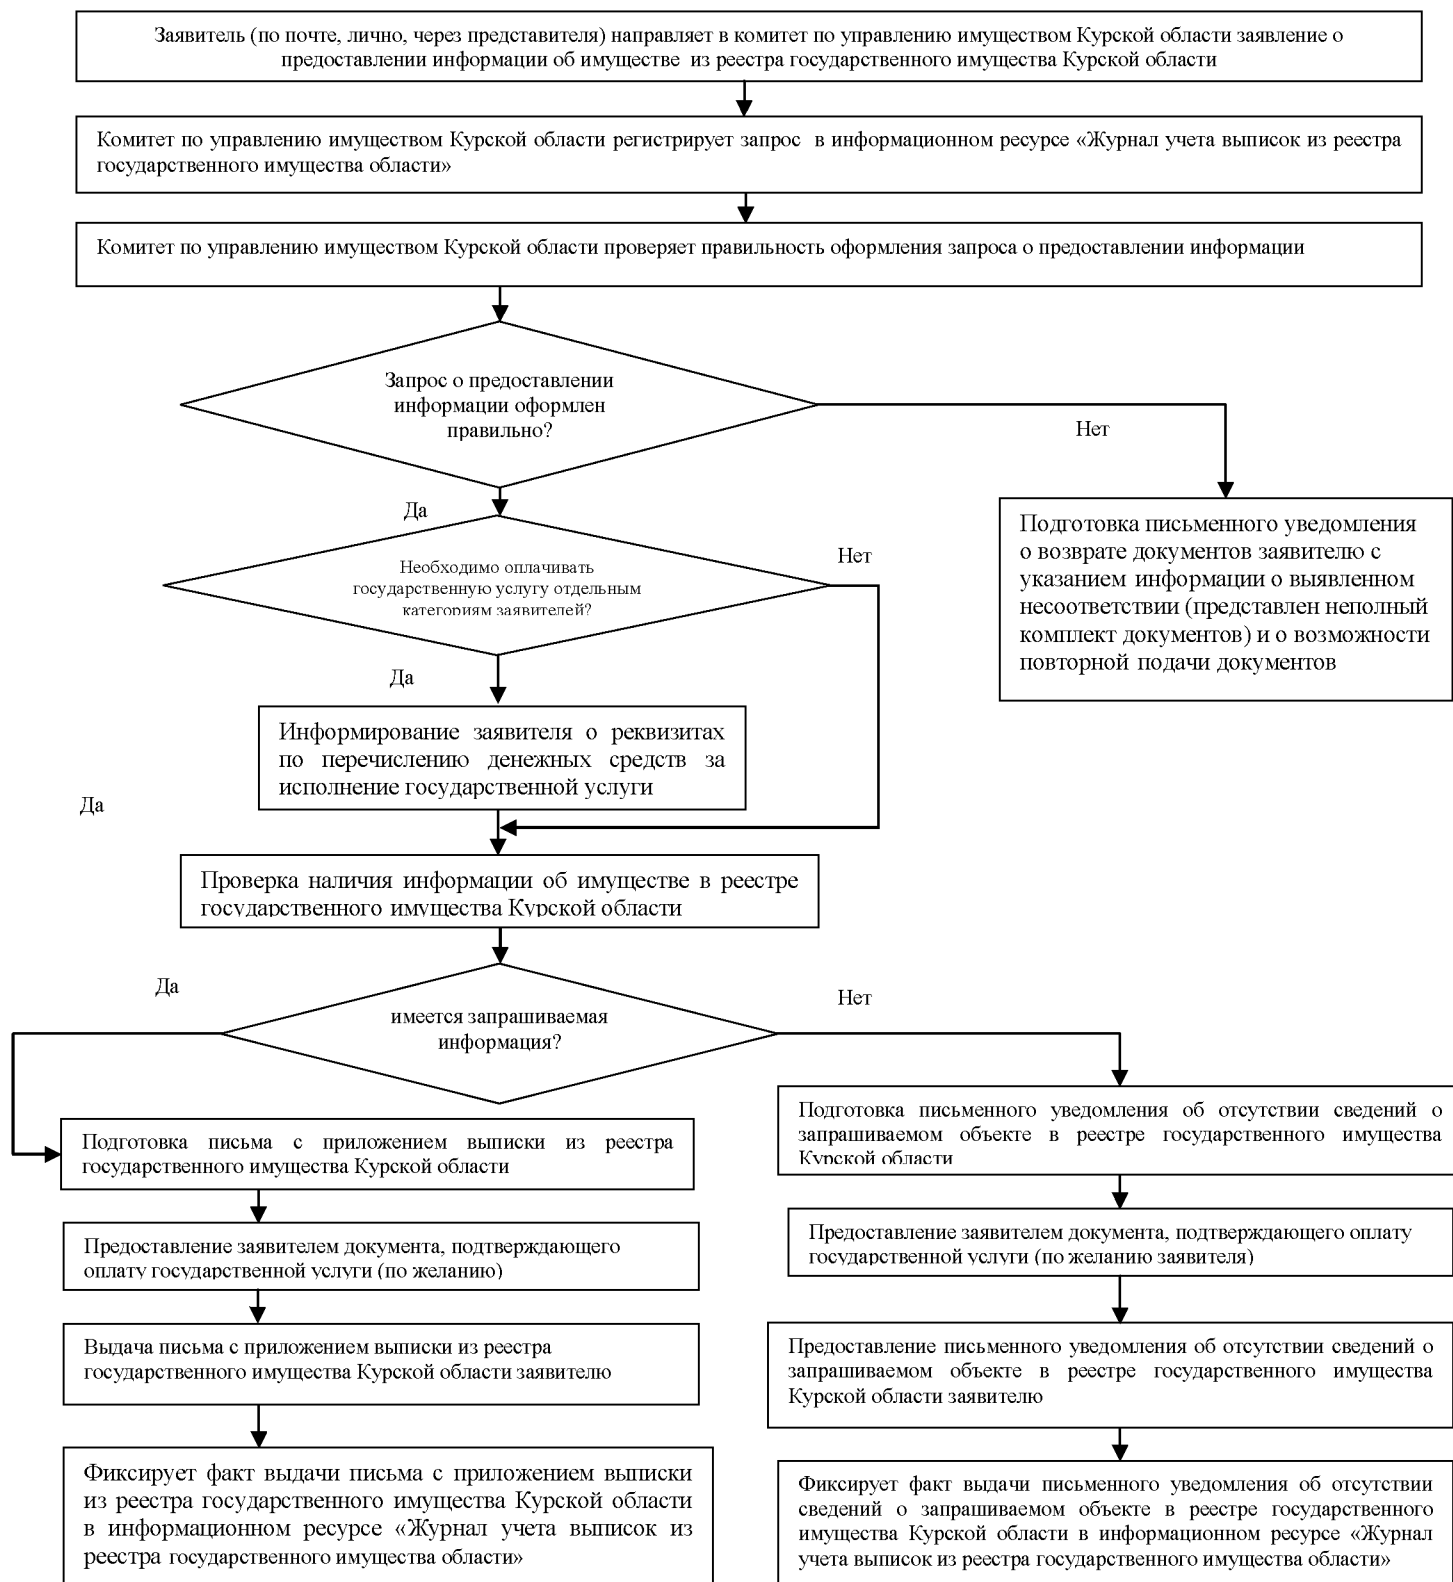 Заявитель (по почте, лично, через представителя) направляет в комитет по управлению имуществом Курской области заявление о
предоставлении информации об имуществе из реестра государственного имущества Курской области
Комитет по управлению имуществом Курской области регистрирует запрос в информационном ресурсе «Журнал учета выписок из реестра
государственного имущества области»
Комитет по управлению имуществом Курской области проверяет правильность оформления запроса о предоставлении информации
Запрос о предоставлении
информации оформлен
правильно?
Нет
Да
Подготовка письменного уведомления
о возврате документов заявителю с
указанием информации о выявленном
несоответствии (представлен неполный
комплект документов) и о возможности
повторной подачи документов
Необходимо оплачивать
государственную услугу отдельным
категориям заявителей?
Нет
Да
Информирование заявителя о реквизитах
по перечислению денежных средств за
исполнение государственной услуги
Да
Проверка наличия информации об имуществе в реестре
государственного имущества Курской области
Да
Нет
имеется запрашиваемая
информация?
Подготовка письма с приложением выписки из реестра
государственного имущества Курской области
Подготовка письменного уведомления об отсутствии сведений о
запрашиваемом объекте в реестре государственного имущества
Курской области
Предоставление заявителем документа, подтверждающего
оплату государственной услуги (по желанию)
Предоставление заявителем документа, подтверждающего оплату
государственной услуги (по желанию заявителя)
Выдача письма с приложением выписки из реестра
государственного имущества Курской области заявителю
Предоставление письменного уведомления об отсутствии сведений о
запрашиваемом объекте в реестре государственного имущества
Курской области заявителю
Фиксирует факт выдачи письма с приложением выписки
из реестра государственного имущества Курской области
в информационном ресурсе «Журнал учета выписок из
реестра государственного имущества области»
Фиксирует факт выдачи письменного уведомления об отсутствии
сведений о запрашиваемом объекте в реестре государственного
имущества Курской области в информационном ресурсе «Журнал
учета выписок из реестра государственного имущества области»